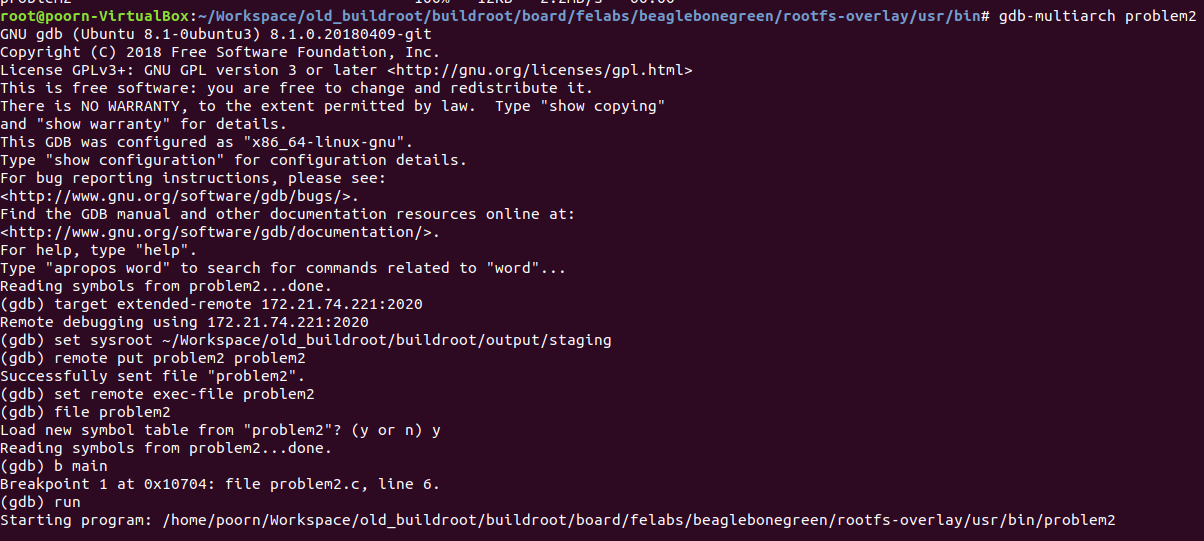 problem2 100% 12KB 2.2MB/s 00:00
root@poorn-VirtualBox:~/Workspace/old_buildroot/buildroot/board/felabs/beaglebonegreen/rootfs-overlay/usr/bin# gdb-multiarch problem2
GNU gdb (Ubuntu 8.1-0ubuntu3) 8.1.0.20180409-git
Copyright (C) 2018 Free Software Foundation, Inc.
License GPLv3+: GNU GPL version 3 or later <http://gnu.org/licenses/gpl.html>
This is free software: you are free to change and redistribute it.
There is NO WARRANTY, to the extent permitted by law.  Type "show copying"
and "show warranty" for details.
This GDB was configured as "x86_64-linux-gnu".
Type "show configuration" for configuration details.
For bug reporting instructions, please see:
<http://www.gnu.org/software/gdb/bugs/>.
Find the GDB manual and other documentation resources online at:
<http://www.gnu.org/software/gdb/documentation/>.
For help, type "help".
Type "apropos word" to search for commands related to "word"...
Reading symbols from problem2...done.
(gdb) target extended-remote 172.21.74.221:2020
Remote debugging using 172.21.74.221:2020
(gdb) set sysroot ~/Workspace/old_buildroot/buildroot/output/staging
(gdb) remote put problem2 problem2
Successfully sent file "problem2".
(gdb) set remote exec-file problem2
(gdb) file problem2
Load new symbol table from "problem2"? (y or n) y
Reading symbols from problem2...done.
(gdb) b main
Breakpoint 1 at 0x10704: file problem2.c, line 6.
(gdb) run
Starting program: /home/poorn/Workspace/old_buildroot/buildroot/board/felabs/beaglebonegreen/rootfs-overlay/usr/bin/problem2